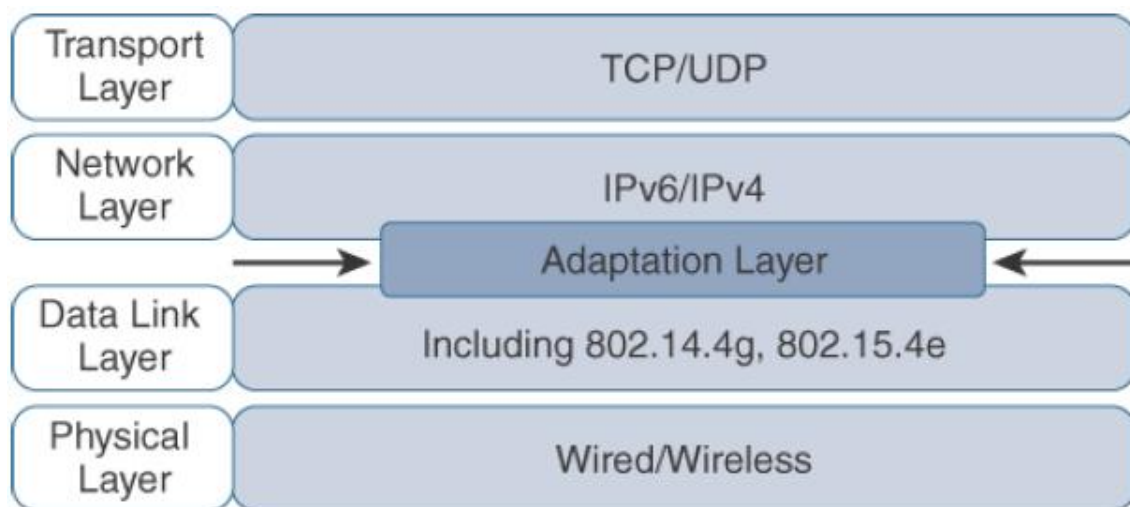 Transport
Layer
TCP/UDP
Network
Layer
IPv6/IPv4
Adaptation Layer
Data Link
Layer
Including 802.14.4g, 802.15.4e
Physical
Layer
Wired/Wireless